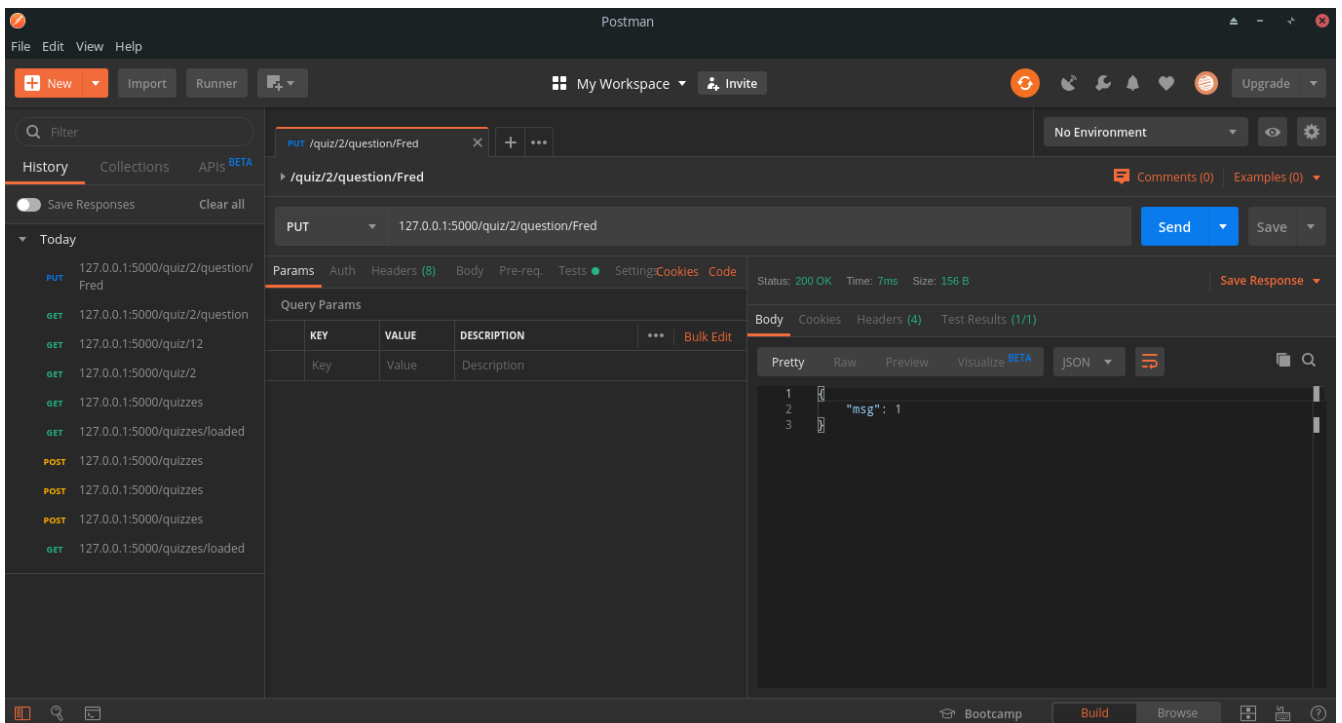 Postman
File Edit View Help
New Import Runner My Workspace Invite Upgrade
Filter
History Collections APIs BETA
Save Responses Clear all
Today
PUT 127.0.0.1:5000/quiz/2/question/
Fred
GET 127.0.0.1:5000/quiz/2/question
GET 127.0.0.1:5000/quiz/12
GET 127.0.0.1:5000/quiz/2
GET 127.0.0.1:5000/quizzes
GET 127.0.0.1:5000/quizzes/loaded
POST 127.0.0.1:5000/quizzes
POST 127.0.0.1:5000/quizzes
POST 127.0.0.1:5000/quizzes
GET 127.0.0.1:5000/quizzes/loaded
PUT /quiz/2/question/Fred
No Environment
/quiz/2/question/Fred
Comments (0) Examples (0)
PUT 127.0.0.1:5000/quiz/2/question/Fred Send Save
Params Auth Headers (8) Body Pre-req. Tests Settings Cookies Code
Query Params
KEY VALUE DESCRIPTION Bulk Edit
Key Value Description
Status: 200 OK Time: 7ms Size: 156 B Save Response
Body Cookies Headers (4) Test Results (1/1)
Pretty Raw Preview Visualize BETA JSON
1 {
2 "msg": 1
3 }
Bootcamp Build Browse